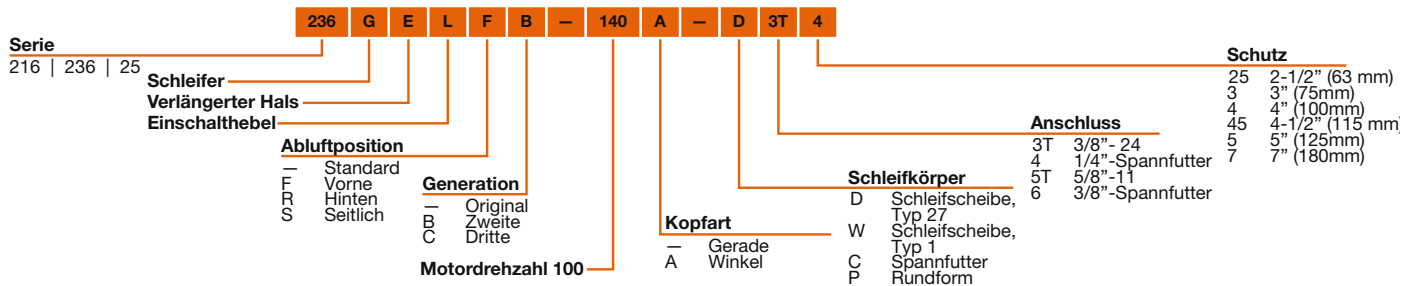 236 G E L F B — 140 A — D 3T 4
Serie
216 | 236 | 25
Schleifer
Verlängerter Hals
Einschalthebel
Abluftposition
— Standard
F Vorne
R Hinten
S Seitlich
Generation
— Original
B Zweite
C Dritte
Motordrehzahl 100
Kopfart
— Gerade
A Winkel
Schleifkörper
D Schleifscheibe,
Typ 27
W Schleifscheibe,
Typ 1
C Spannfutter
P Rundform
Anschluss
3T 3/8”- 24
4 1/4”-Spannfutter
5T 5/8”-11
6 3/8”-Spannfutter
Schutz
25 2-1/2” (63 mm)
3 3” (75mm)
4 4” (100mm)
45 4-1/2” (115 mm)
5 5” (125mm)
7 7” (180mm)